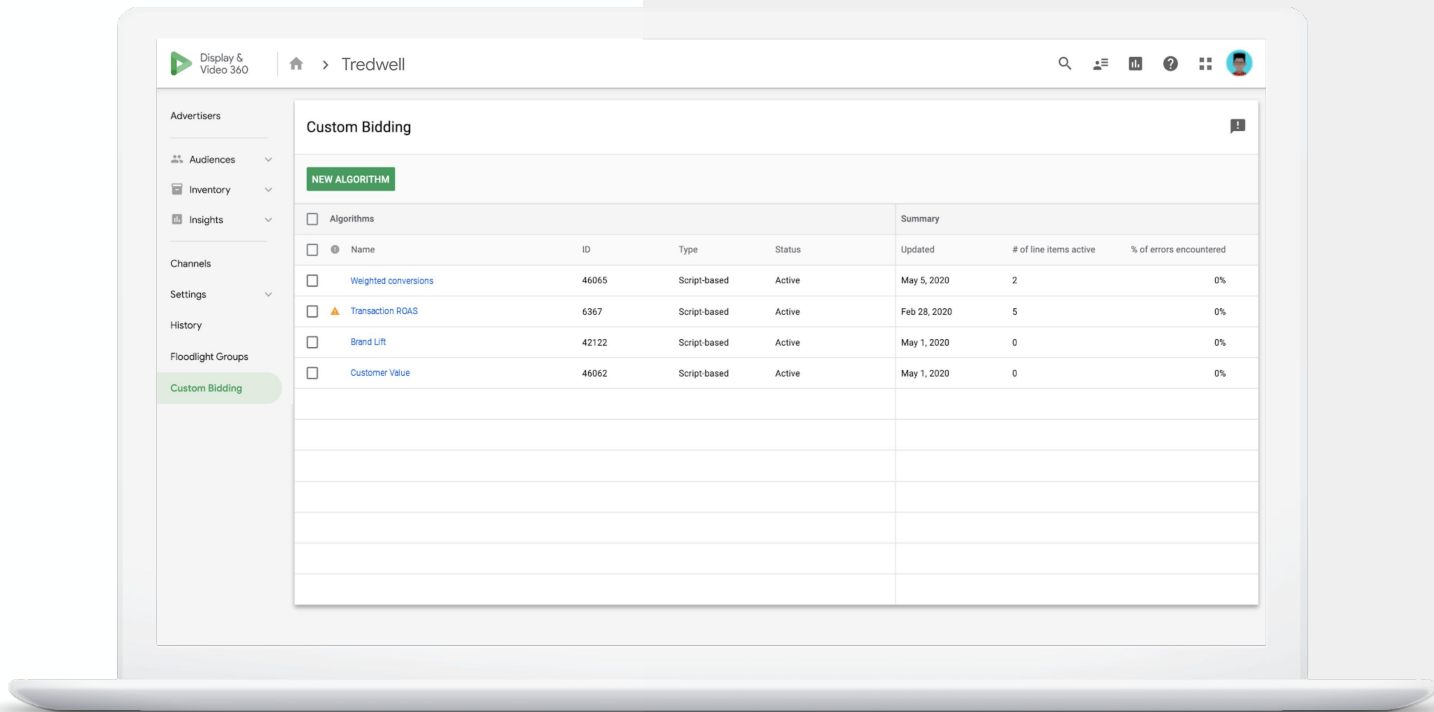 Display &
Video 360
Tredwell
Advertisers
Audiences
Inventory
Insights
Channels
Settings
History
Floodlight Groups
Custom Bidding
Custom Bidding
NEW ALGORITHM
Algorithms Summary
Name ID Type Status Updated # of line items active % of errors encountered
Weighted conversions 46065 Script-based Active May 5, 2020 2 0%
Transaction ROAS 6367 Script-based Active Feb 28, 2020 5 0%
Brand Lift 42122 Script-based Active May 1, 2020 0 0%
Customer Value 46062 Script-based Active May 1, 2020 0 0%